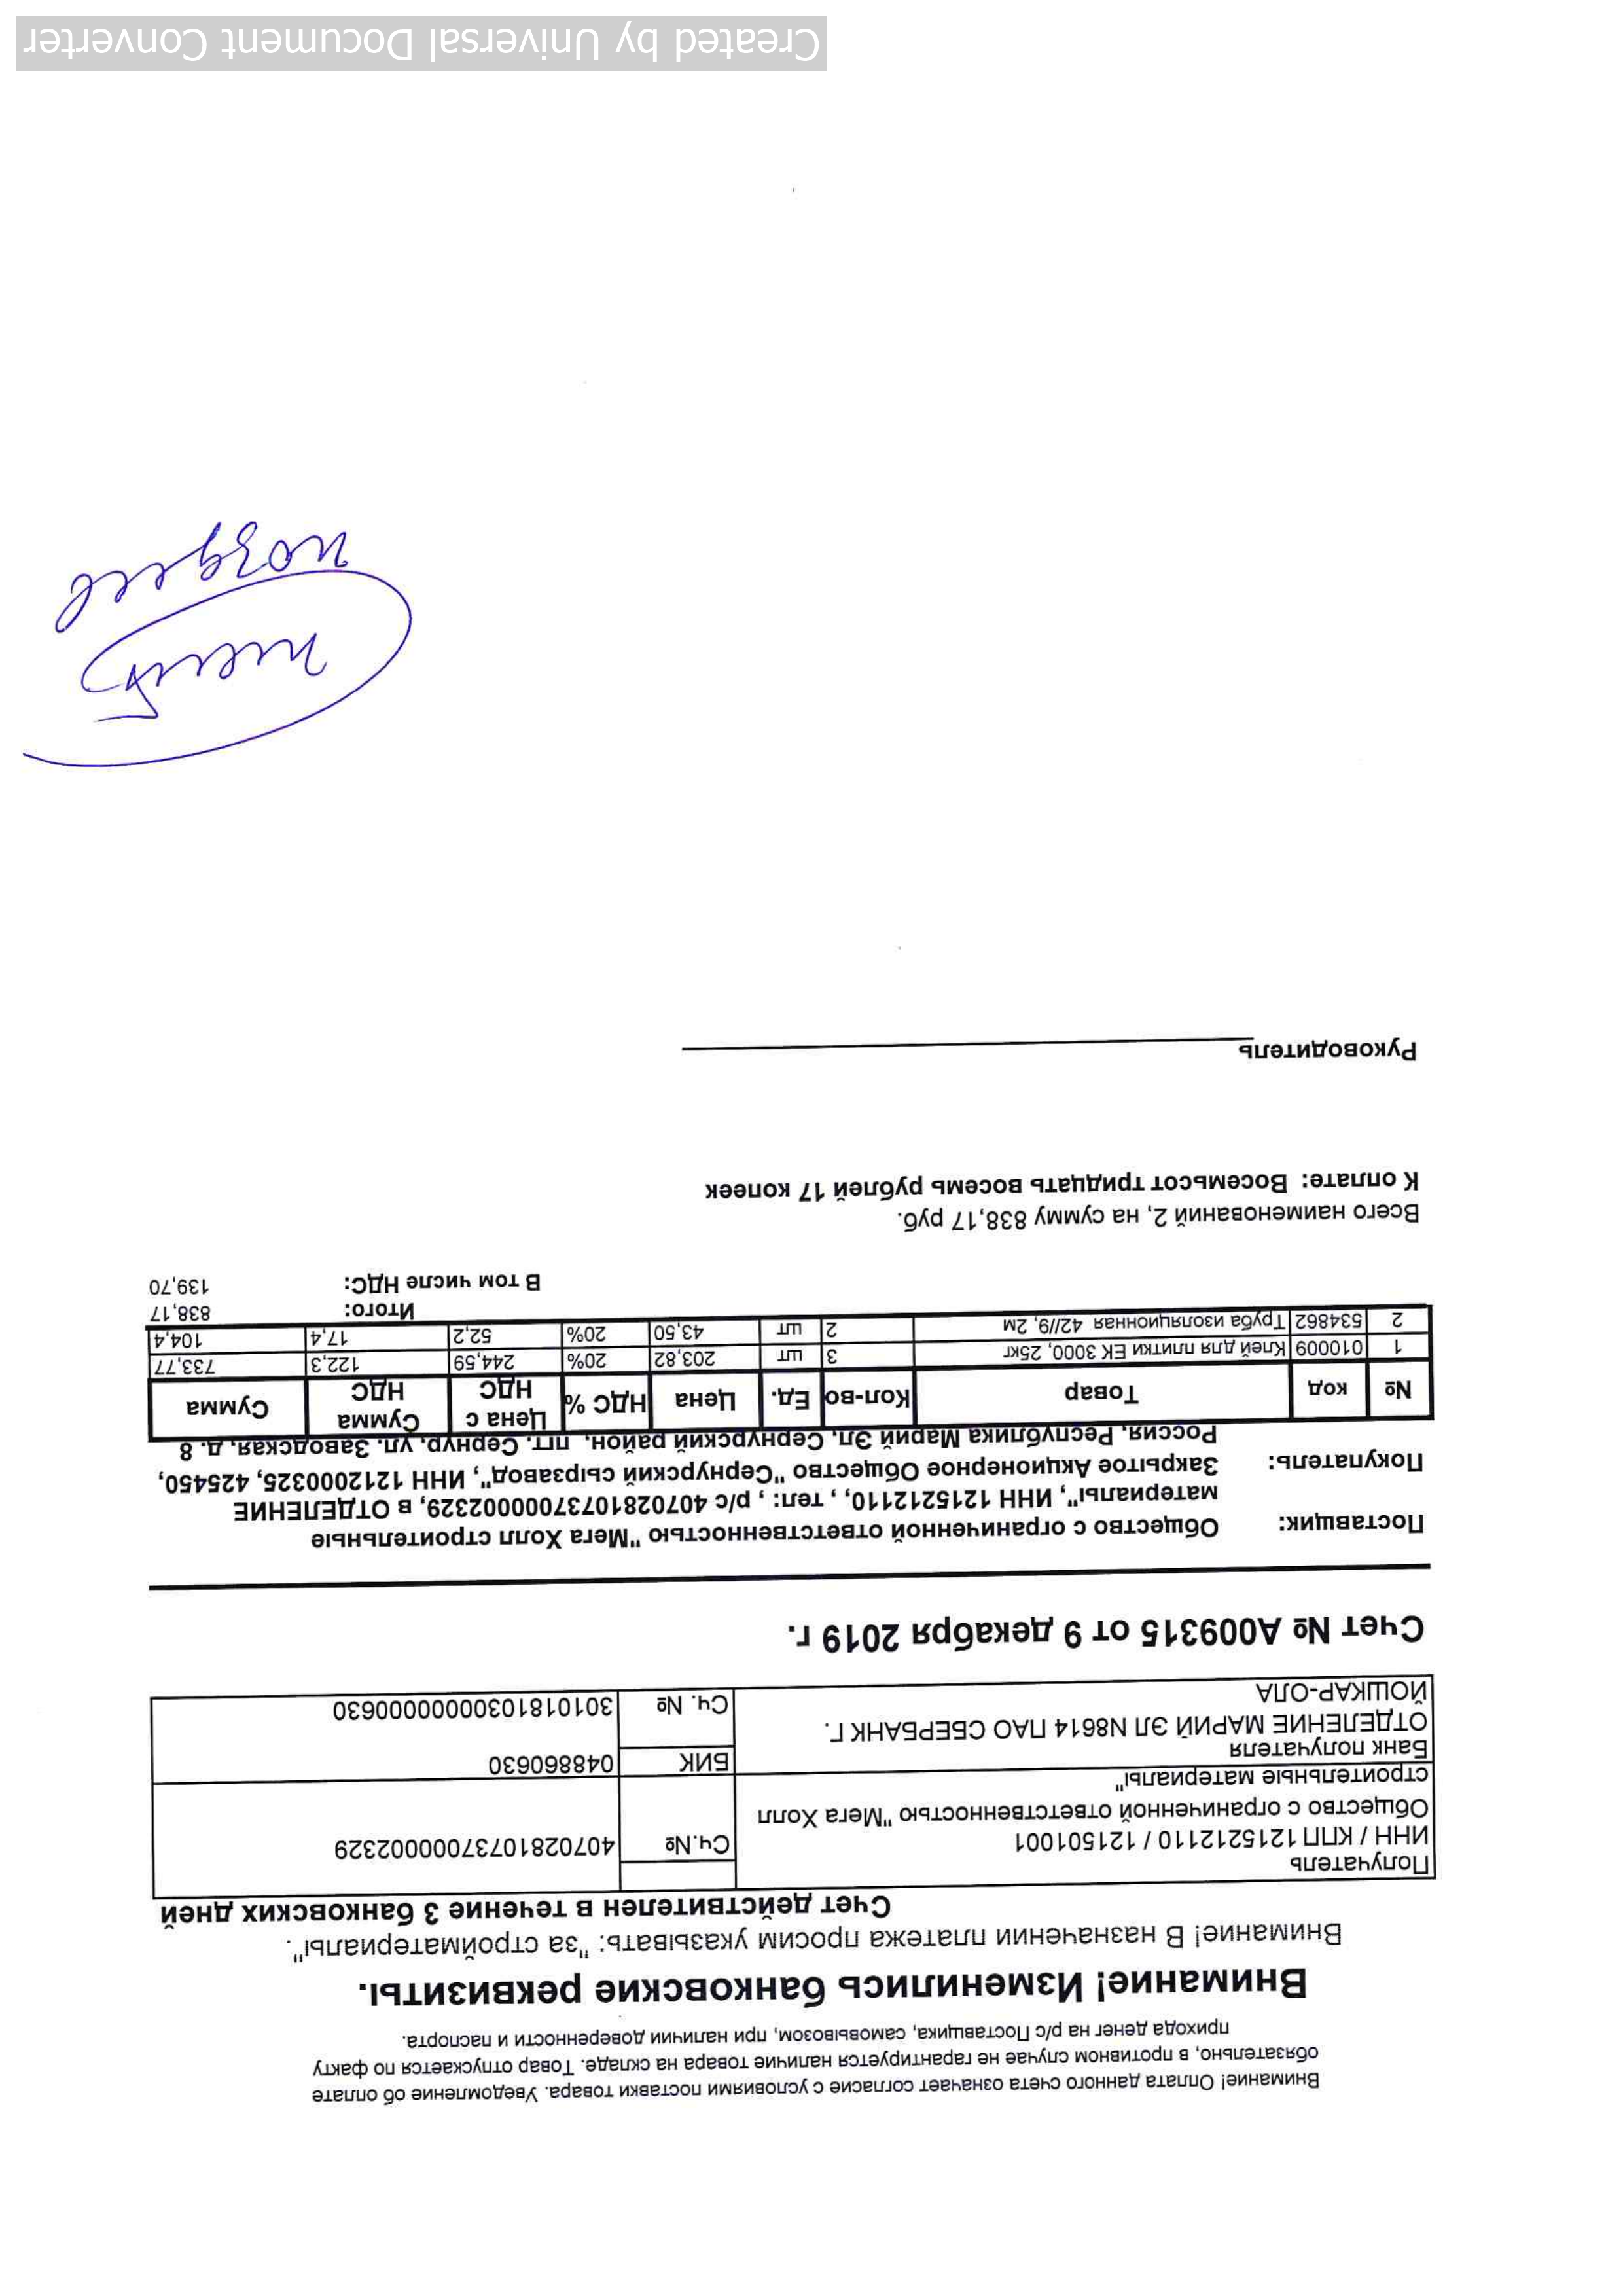 Внимание! Оплата данного счета означает согласие с условиями поставки товара. Уведомление об оплате
обязательно, в противном случае не гарантируется наличие товара на складе. Товар отпускается по факту
прихода денег на р/с Поставщика, самовывозом, при наличии доверенности и паспорта.
Внимание! Изменились банковские реквизиты.
Внимание! В назначении платежа просим указывать: "за стройматериалы".
Счет действителен в течение 3 банковских дней
Получатель
ИНН / КПП 1215212110 / 121501001
Общество с ограниченной ответственностью "Мега Холл
строительные материалы"
Сч.№ 40702810737000002329
Банк получателя
ОТДЕЛЕНИЕ МАРИЙ ЭЛ N8614 ПАО СБЕРБАНК Г.
ЙОШКАР-ОЛА
БИК 048860630
Сч. № 30101810300000000630
Счет № А009315 от 9 декабря 2019 г.
Поставщик: Общество с ограниченной ответственностью "Мега Холл строительные
материалы", ИНН 1215212110, , тел: , р/с 40702810737000002329, в ОТДЕЛЕНИЕ
Покупатель: Закрытое Акционерное Общество "Сернурский сырзавод", ИНН 1212000325, 425450,
Россия, Республика Марий Эл, Сернурский район, пгт. Сернур, ул. Заводская, д. 8
№ код Товар Кол-во Ед. Цена НДС % Цена с НДС Сумма НДС Сумма
1 010009 Клей для плитки ЕК 3000, 25кг 3 шт 203,82 20% 244,59 122,3 733,77
2 534862 Труба изоляционная 42//9, 2м 2 шт 43,50 20% 52,2 17,4 104,4
Итого: 838,17
В том числе НДС: 139,70
Всего наименований 2, на сумму 838,17 руб.
К оплате: Восемьсот тридцать восемь рублей 17 копеек
Руководитель
позднее
Created by Universal Document Converter